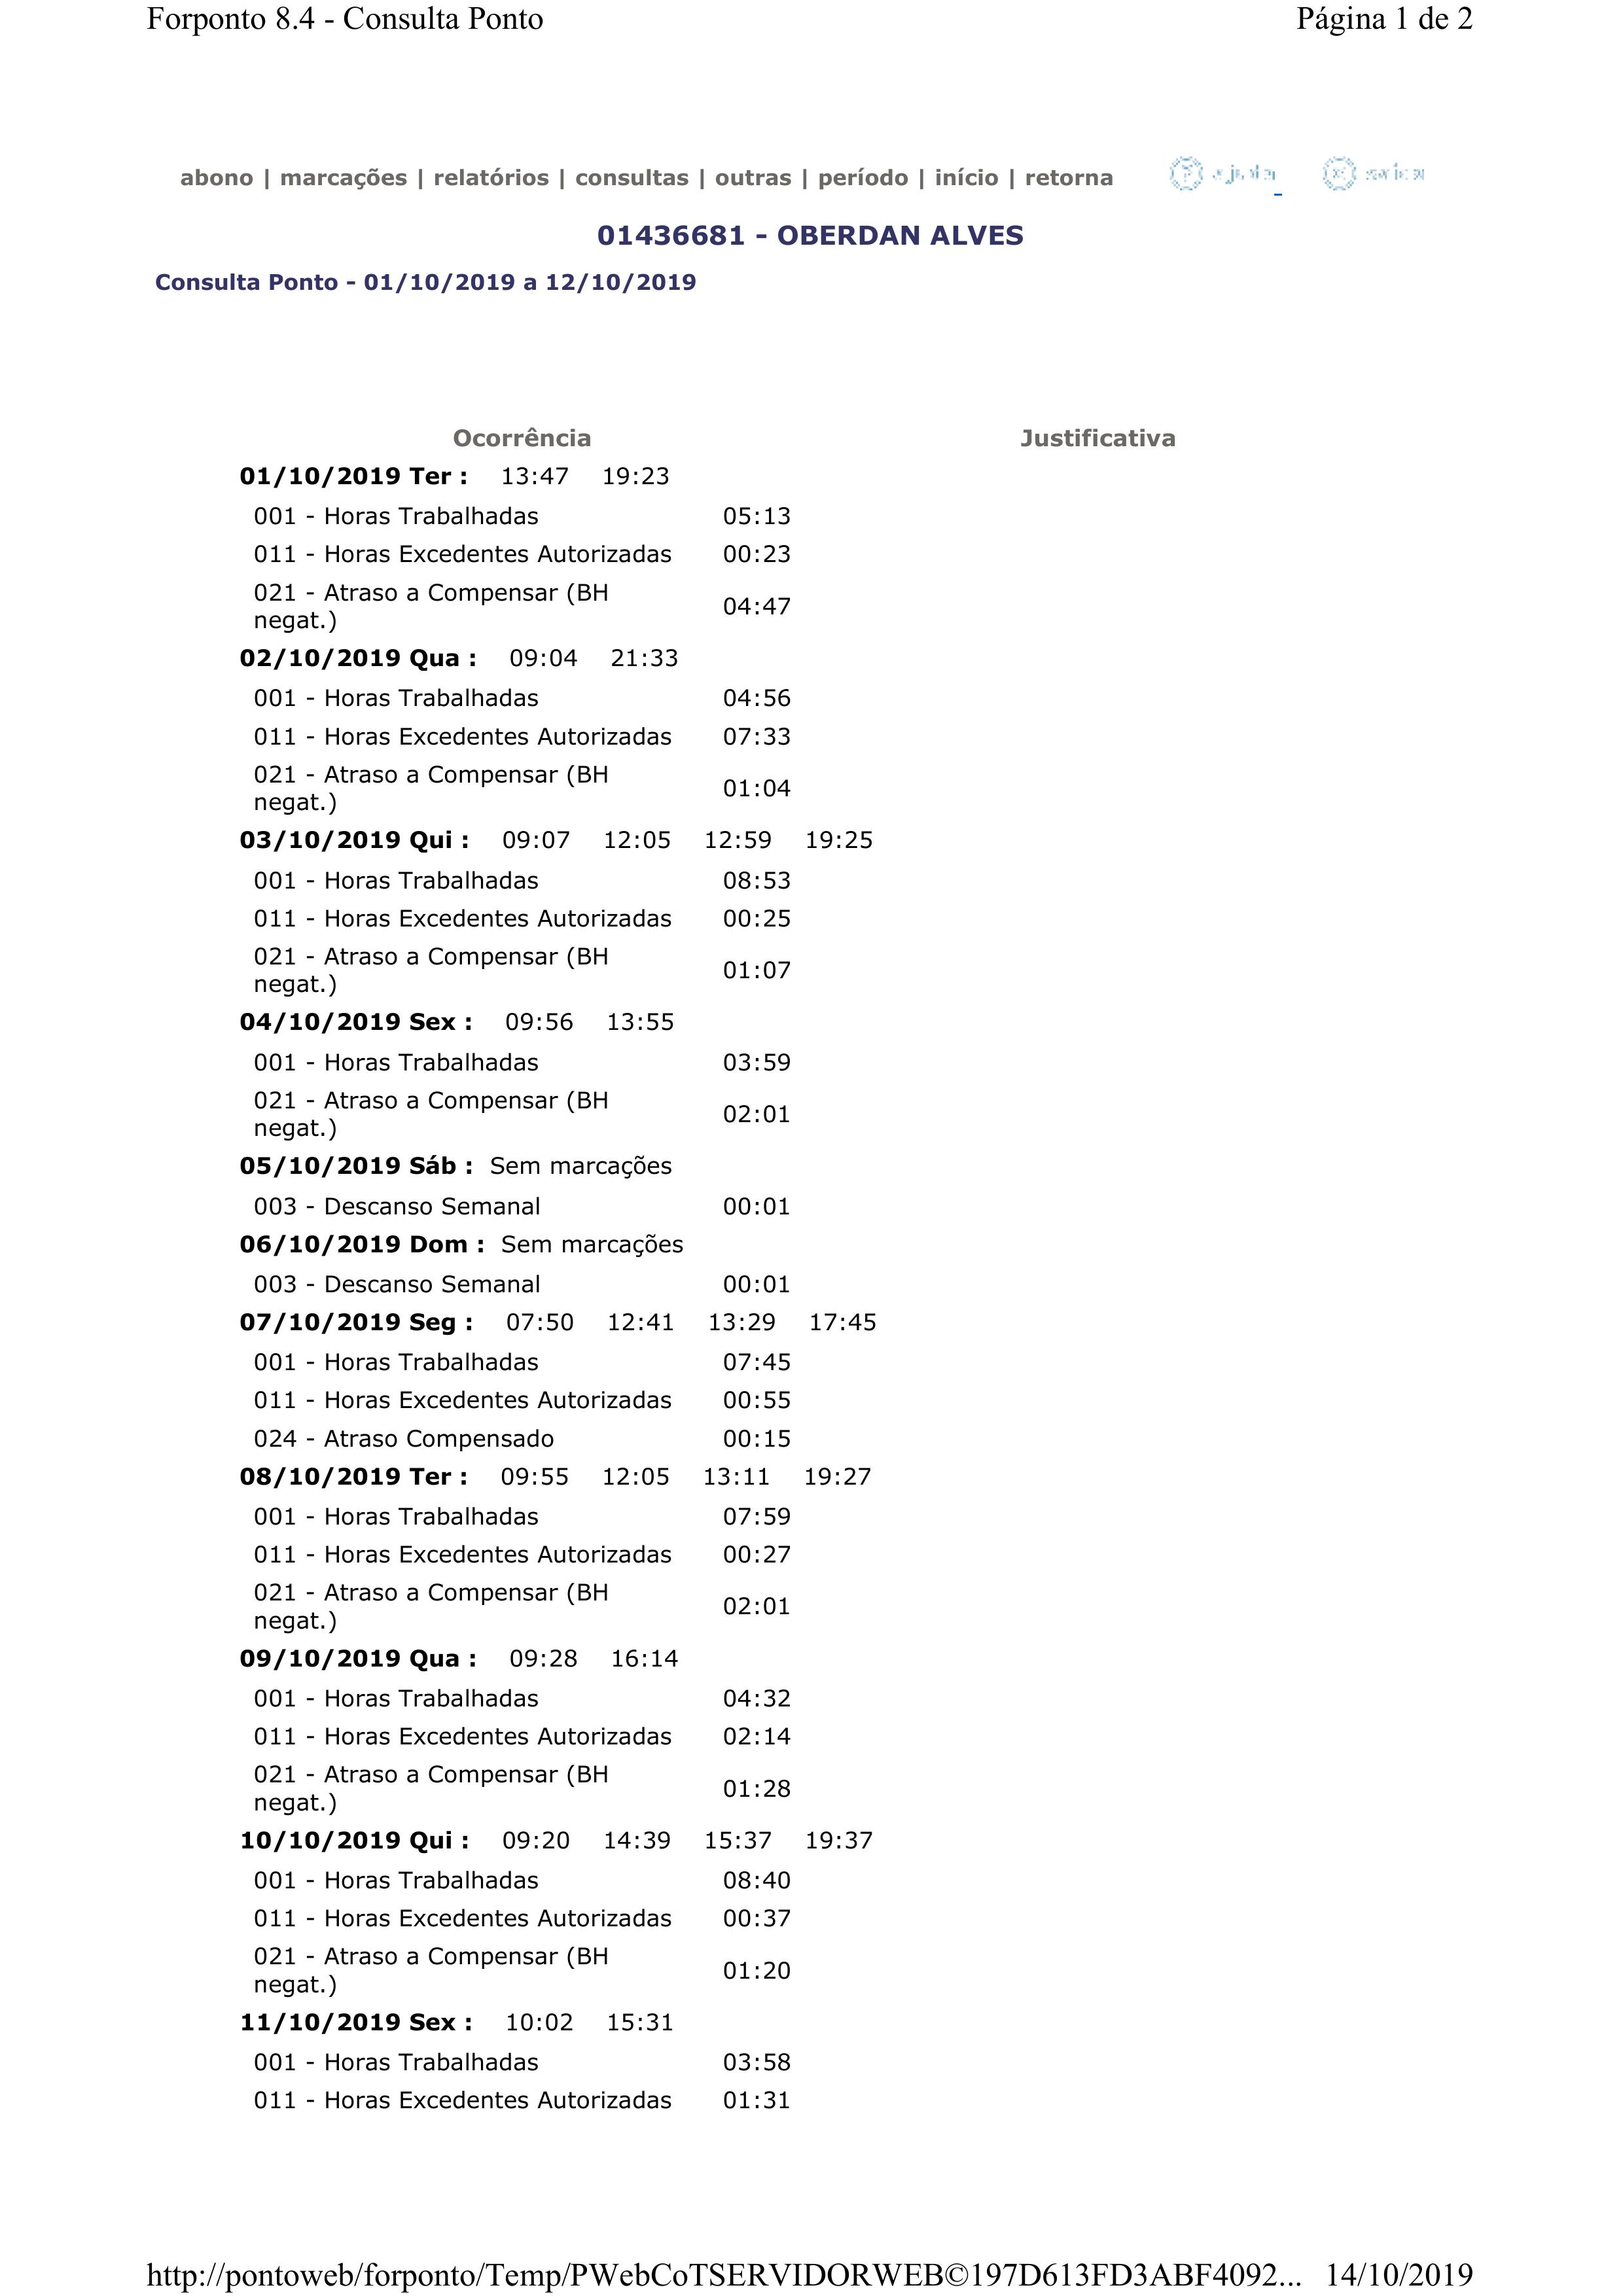 Forponto 8.4 - Consulta Ponto Página 1 de 2
abono | marcações | relatórios | consultas | outras | período | início | retorna ajuda
01436681 - OBERDAN ALVES
Consulta Ponto - 01/10/2019 a 12/10/2019
Ocorrência Justificativa
01/10/2019 Ter : 13:47 19:23
001 - Horas Trabalhadas 05:13
011 - Horas Excedentes Autorizadas 00:23
021 - Atraso a Compensar (BH
negat.) 04:47
02/10/2019 Qua : 09:04 21:33
001 - Horas Trabalhadas 04:56
011 - Horas Excedentes Autorizadas 07:33
021 - Atraso a Compensar (BH
negat.) 01:04
03/10/2019 Qui : 09:07 12:05 12:59 19:25
001 - Horas Trabalhadas 08:53
011 - Horas Excedentes Autorizadas 00:25
021 - Atraso a Compensar (BH
negat.) 01:07
04/10/2019 Sex : 09:56 13:55
001 - Horas Trabalhadas 03:59
021 - Atraso a Compensar (BH
negat.) 02:01
05/10/2019 Sáb : Sem marcações
003 - Descanso Semanal 00:01
06/10/2019 Dom : Sem marcações
003 - Descanso Semanal 00:01
07/10/2019 Seg : 07:50 12:41 13:29 17:45
001 - Horas Trabalhadas 07:45
011 - Horas Excedentes Autorizadas 00:55
024 - Atraso Compensado 00:15
08/10/2019 Ter : 09:55 12:05 13:11 19:27
001 - Horas Trabalhadas 07:59
011 - Horas Excedentes Autorizadas 00:27
021 - Atraso a Compensar (BH
negat.) 02:01
09/10/2019 Qua : 09:28 16:14
001 - Horas Trabalhadas 04:32
011 - Horas Excedentes Autorizadas 02:14
021 - Atraso a Compensar (BH
negat.) 01:28
10/10/2019 Qui : 09:20 14:39 15:37 19:37
001 - Horas Trabalhadas 08:40
011 - Horas Excedentes Autorizadas 00:37
021 - Atraso a Compensar (BH
negat.) 01:20
11/10/2019 Sex : 10:02 15:31
001 - Horas Trabalhadas 03:58
011 - Horas Excedentes Autorizadas 01:31
http://pontoweb/forponto/Temp/PWebCoTSERVIDORWEB©197D613FD3ABF4092... 14/10/2019